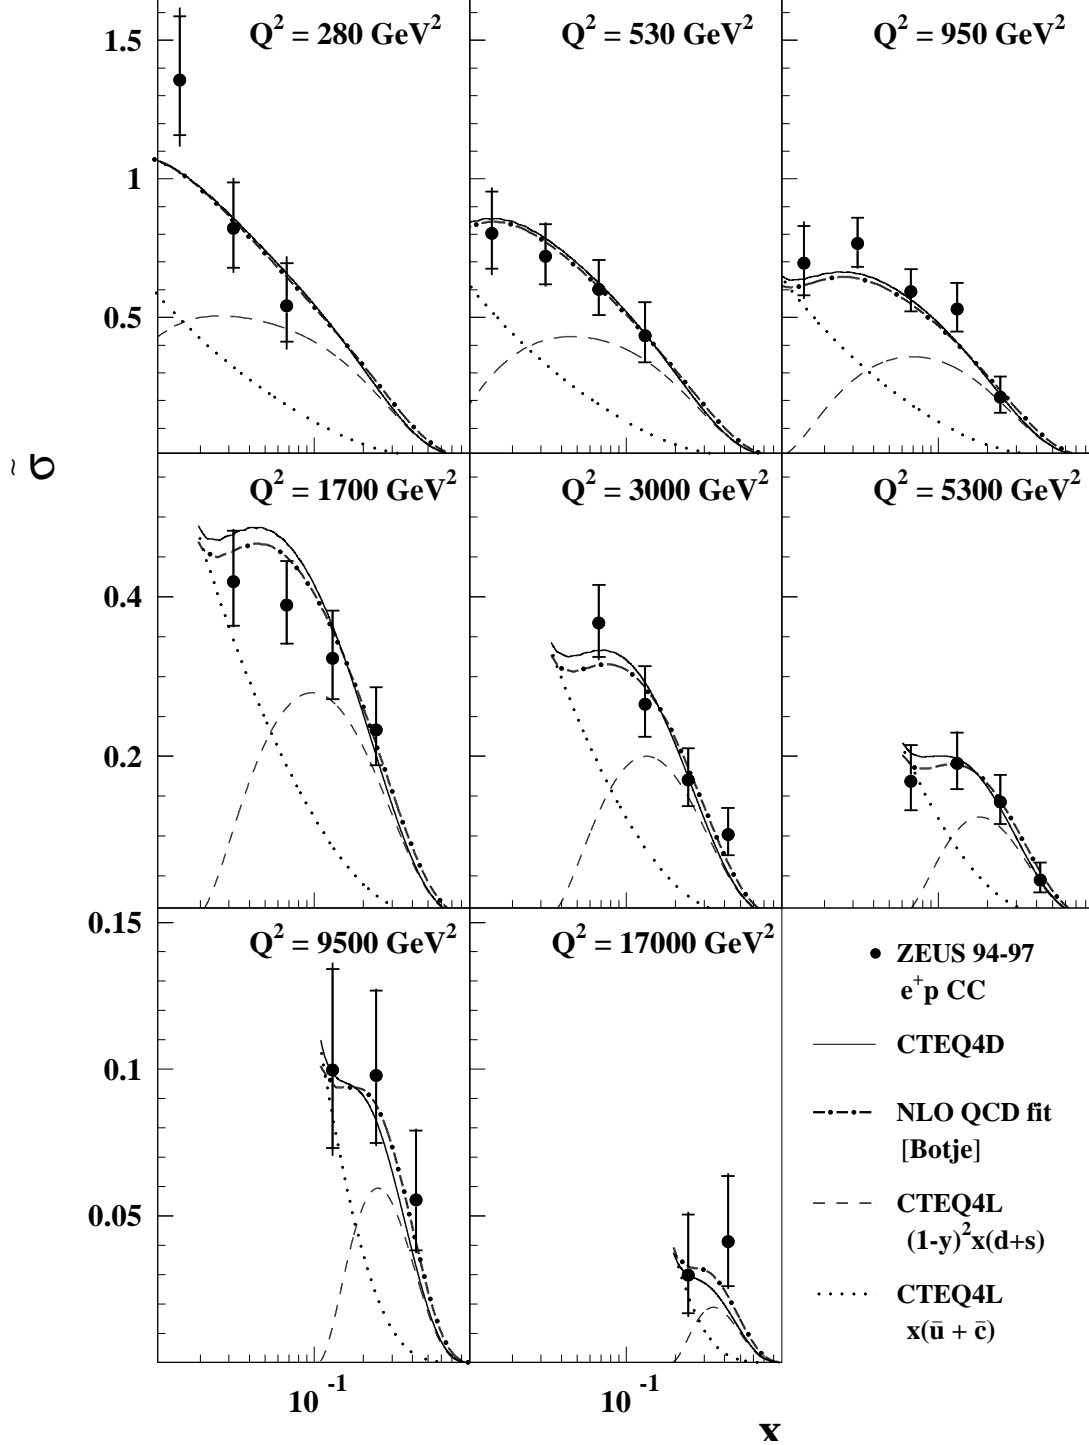 Q² = 280 GeV²
Q² = 530 GeV²
Q² = 950 GeV²
1.5
1
0.5
σ̃
Q² = 1700 GeV²
Q² = 3000 GeV²
Q² = 5300 GeV²
0.4
0.2
0.15
Q² = 9500 GeV²
Q² = 17000 GeV²
0.1
0.05
ZEUS 94-97
e⁺p CC
CTEQ4D
NLO QCD fit
[Botje]
CTEQ4L
(1-y)²x(d+s)
CTEQ4L
x(ū + c̄)
10⁻¹
10⁻¹
x